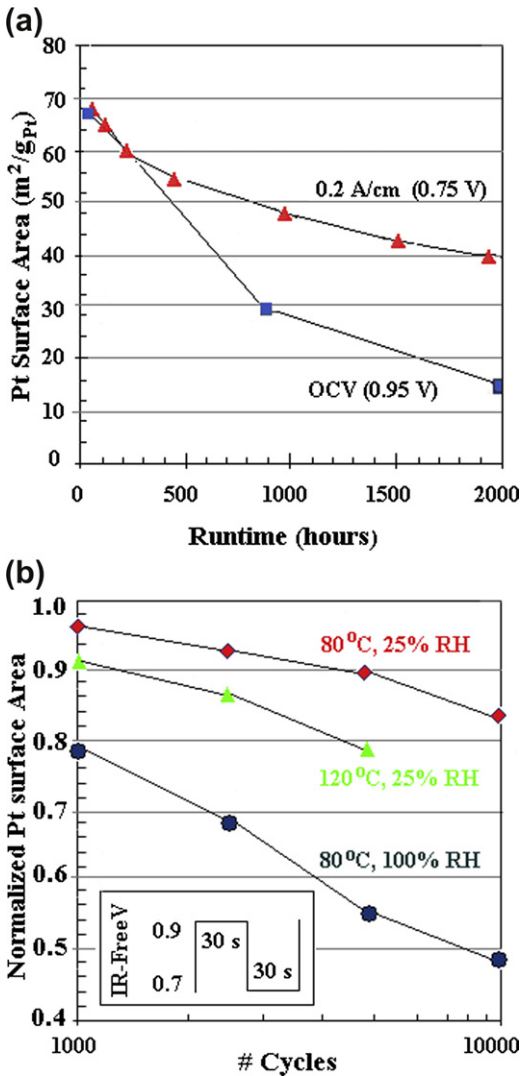 (a)
80
70
60
50
40
30
20
10
0
Pt Surface Area (m²/gPt)
0.2 A/cm (0.75 V)
OCV (0.95 V)
0 500 1000 1500 2000
Runtime (hours)
(b)
1.0
0.9
0.8
0.7
0.6
0.5
0.4
Normalized Pt surface Area
80 ⁰C, 25% RH
120 ⁰C, 25% RH
80 ⁰C, 100% RH
IR-Free V
0.9
0.7
30 s
30 s
1000 10000
# Cycles